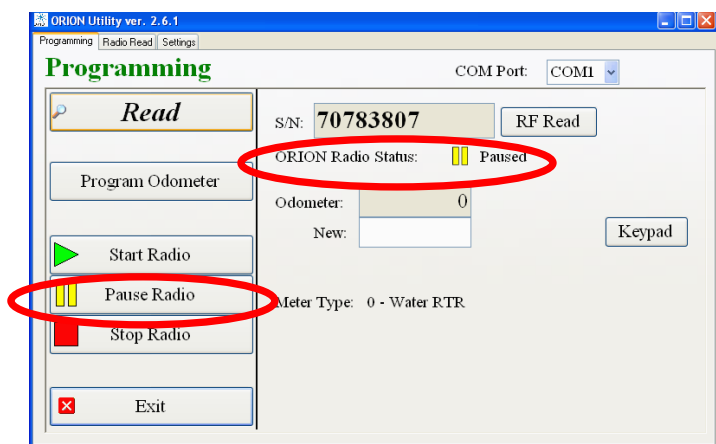 ORION Utility ver. 2.6.1
Programming Radio Read Settings
Programming
COM Port: COM1
Read
S/N: 70783807 RF Read
ORION Radio Status: Paused
Program Odometer
Odometer: 0
New:
Keypad
Start Radio
Pause Radio
Meter Type: 0 - Water RTR
Stop Radio
Exit